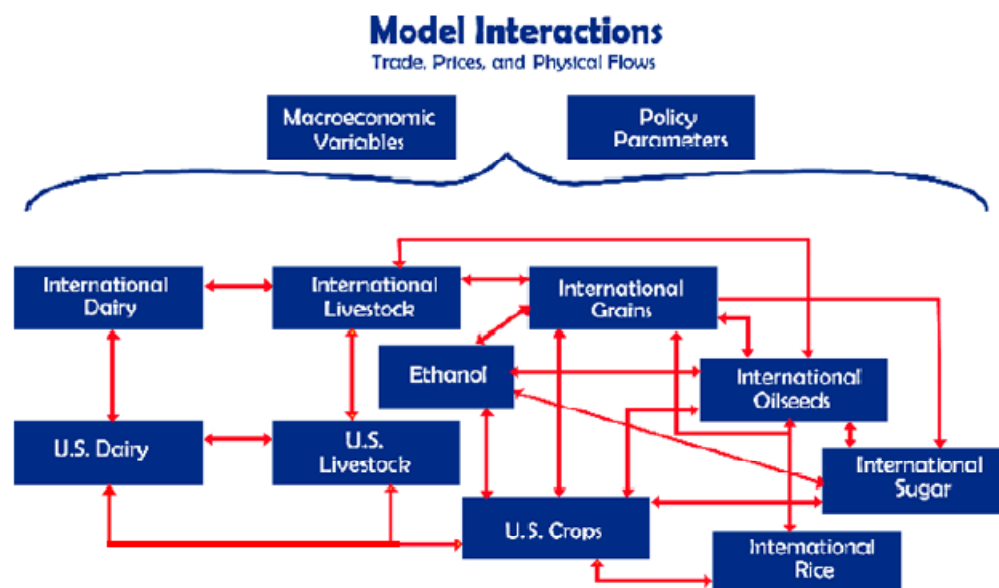 Model Interactions
Trade, Prices, and Physical Flows
Macroeconomic
Variables
Policy
Parameters
International
Dairy
International
Livestock
International
Grains
Ethanol
International
Oilseeds
U.S. Dairy
U.S.
Livestock
International
Sugar
U.S. Crops
International
Rice